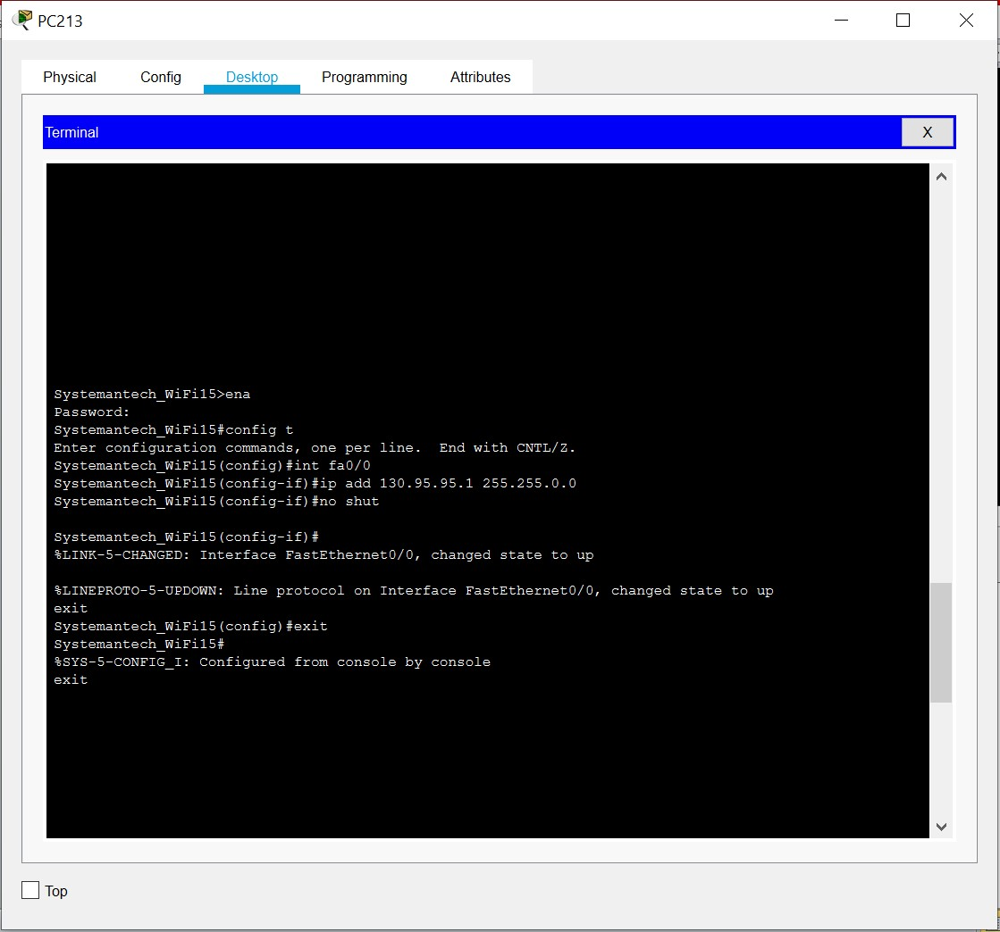 PC213
Physical Config Desktop Programming Attributes
Terminal X
Systemantech_WiFi15>ena
Password:
Systemantech_WiFi15#config t
Enter configuration commands, one per line.  End with CNTL/Z.
Systemantech_WiFi15(config)#int fa0/0
Systemantech_WiFi15(config-if)#ip add 130.95.95.1 255.255.0.0
Systemantech_WiFi15(config-if)#no shut
Systemantech_WiFi15(config-if)#
%LINK-5-CHANGED: Interface FastEthernet0/0, changed state to up
%LINEPROTO-5-UPDOWN: Line protocol on Interface FastEthernet0/0, changed state to up
exit
Systemantech_WiFi15(config)#exit
Systemantech_WiFi15#
%SYS-5-CONFIG_I: Configured from console by console
exit
Top